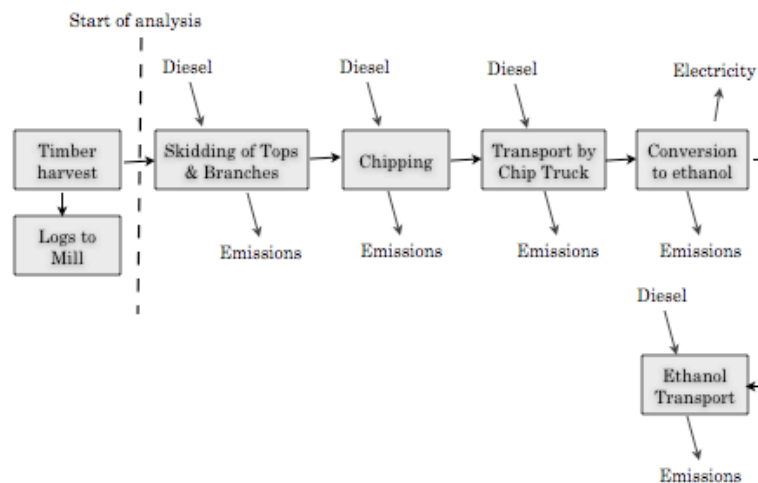 Start of analysis
Diesel
Diesel
Diesel
Electricity
Timber
harvest
Skidding of Tops
& Branches
Chipping
Transport by
Chip Truck
Conversion
to ethanol
Logs to
Mill
Emissions
Emissions
Emissions
Emissions
Diesel
Ethanol
Transport
Emissions